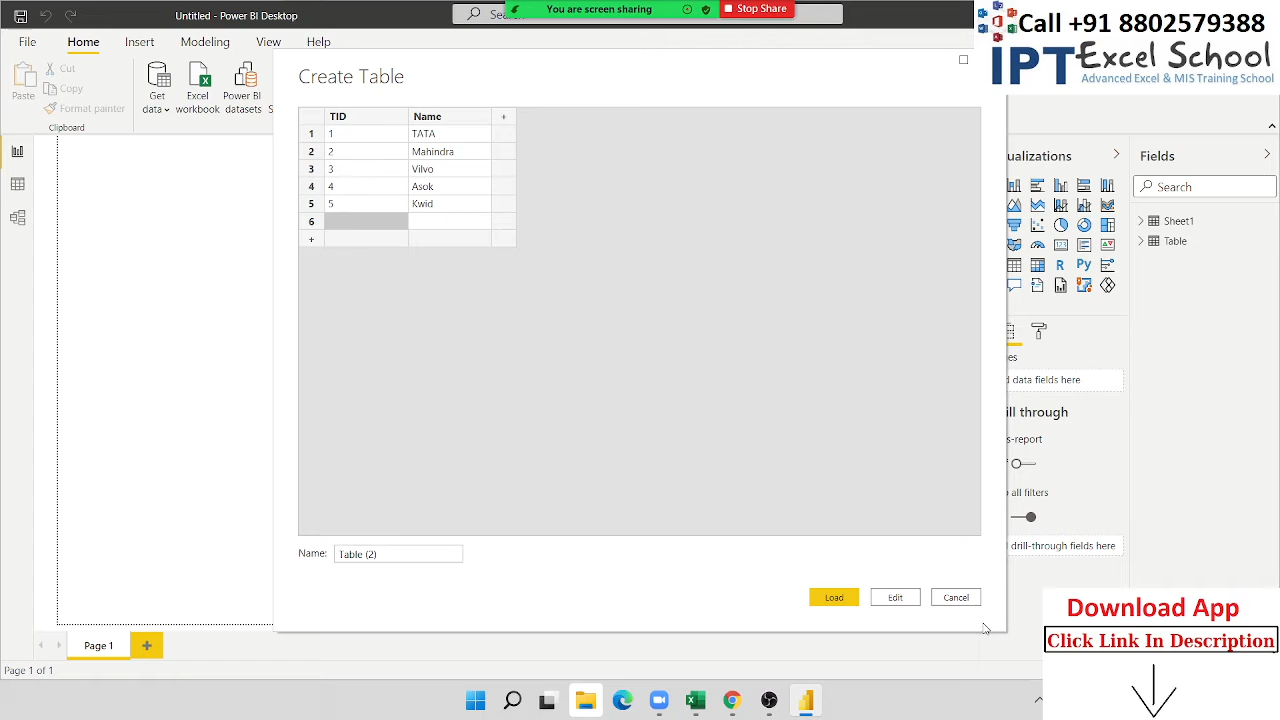 Untitled - Power BI Desktop
Sear
You are screen sharing
Stop Share
Call +91 8802579388
IPT Excel School
Advanced Excel & MIS Training School
File
Home
Insert
Modeling
View
Help
Paste
Cut
Copy
Format painter
Clipboard
Get
data
Excel
workbook
Power BI
datasets
S
Create Table
TID
Name
+
1
1
TATA
2
2
Mahindra
3
3
Vilvo
4
4
Asok
5
5
Kwid
6
+
Name:
Table (2)
Load
Edit
Cancel
ualizations
Fields
Search
Sheet1
Table
R
Py
es
d data fields here
ill through
s-report
p all filters
d drill-through fields here
Page 1
+
Page 1 of 1
Download App
Click Link In Description